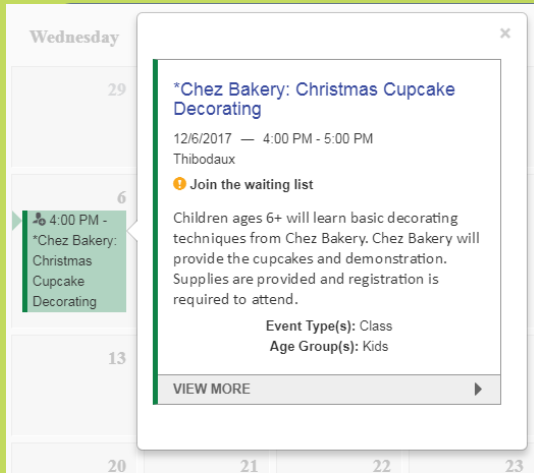 Wednesday
×
29
*Chez Bakery: Christmas Cupcake
Decorating
12/6/2017 — 4:00 PM - 5:00 PM
Thibodaux
Join the waiting list
Children ages 6+ will learn basic decorating
techniques from Chez Bakery. Chez Bakery will
provide the cupcakes and demonstration.
Supplies are provided and registration is
required to attend.
Event Type(s): Class
Age Group(s): Kids
VIEW MORE
6
4:00 PM -
*Chez Bakery:
Christmas
Cupcake
Decorating
13
20
21
22
23